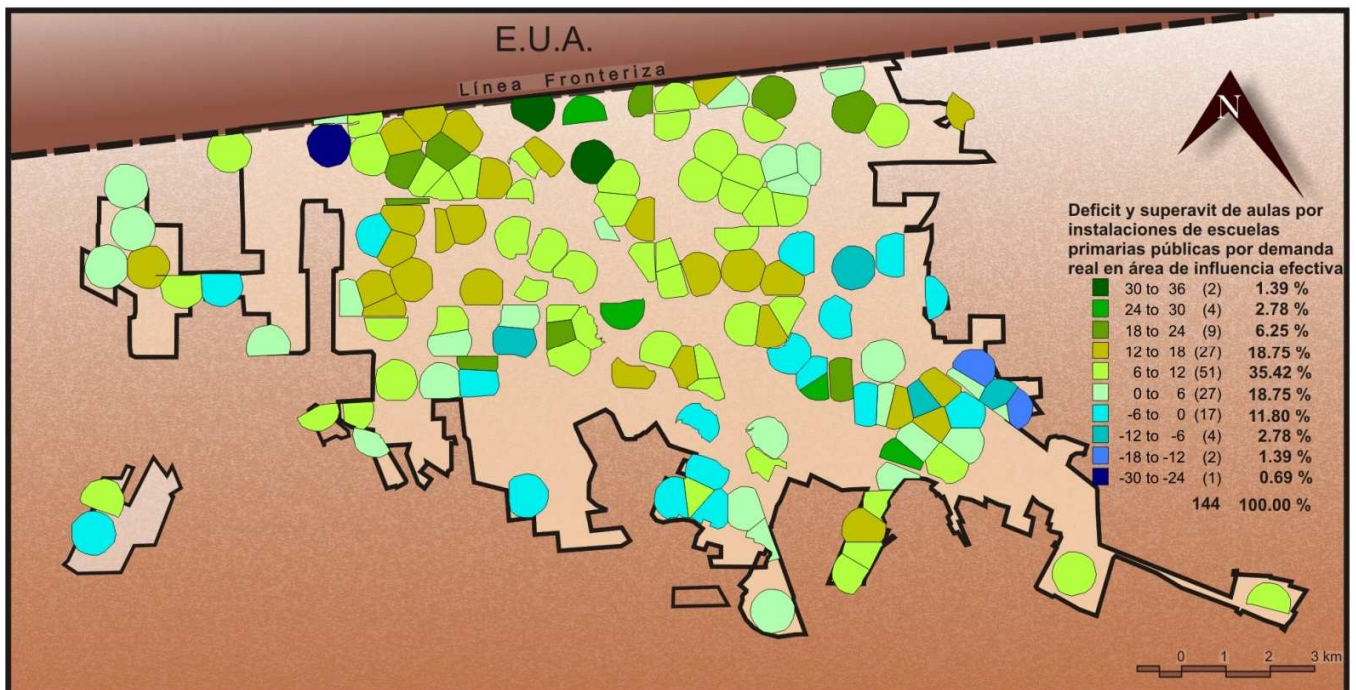 E.U.A.
Línea Fronteriza
N
Deficit y superavit de aulas por
instalaciones de escuelas
primarias públicas por demanda
real en área de influencia efectiva
30 to 36 (2) 1.39 %
24 to 30 (4) 2.78 %
18 to 24 (9) 6.25 %
12 to 18 (27) 18.75 %
6 to 12 (51) 35.42 %
0 to 6 (27) 18.75 %
-6 to 0 (17) 11.80 %
-12 to -6 (4) 2.78 %
-18 to -12 (2) 1.39 %
-30 to -24 (1) 0.69 %
144 100.00 %
0 1 2 3 km